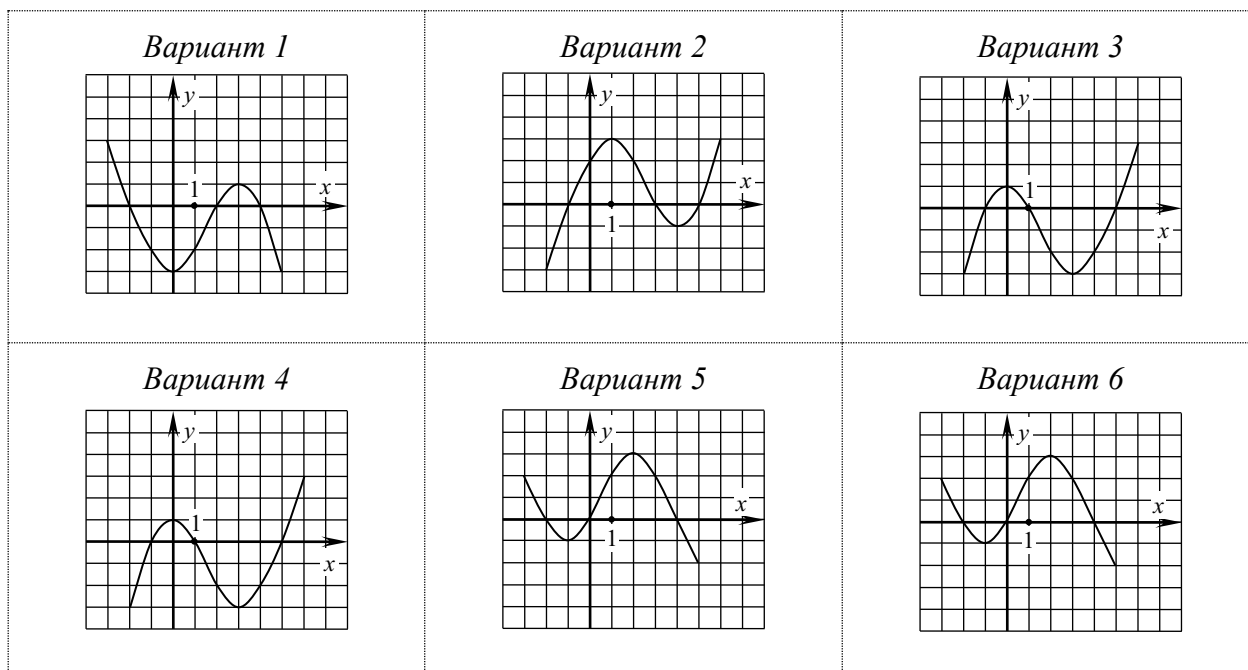 Вариант 1
y
1
x
Вариант 2
y
x
1
Вариант 3
y
1
x
Вариант 4
y
1
x
Вариант 5
y
x
1
Вариант 6
y
x
1